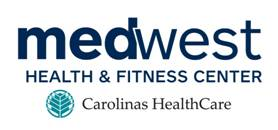 medwest
HEALTH & FITNESS CENTER
Carolinas HealthCare